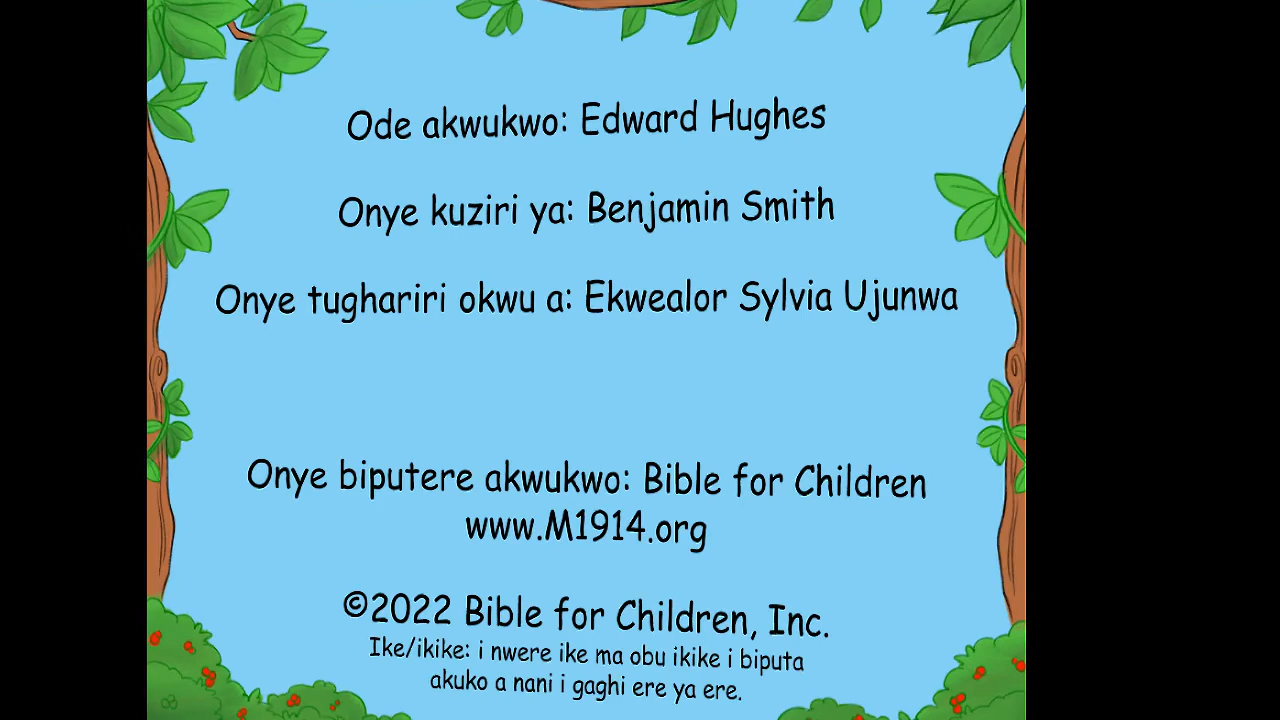 Ode akwukwo: Edward Hughes
Onye kuziri ya: Benjamin Smith
Onye tughariri okwu a: Ekwealor Sylvia Ujunwa
Onye biputere akwukwo: Bible for Children
www.M1914.org
©2022 Bible for Children, Inc.
Ike/ikike: i nwere ike ma obu ikike i biputa
akuko a nani i gaghi ere ya ere.